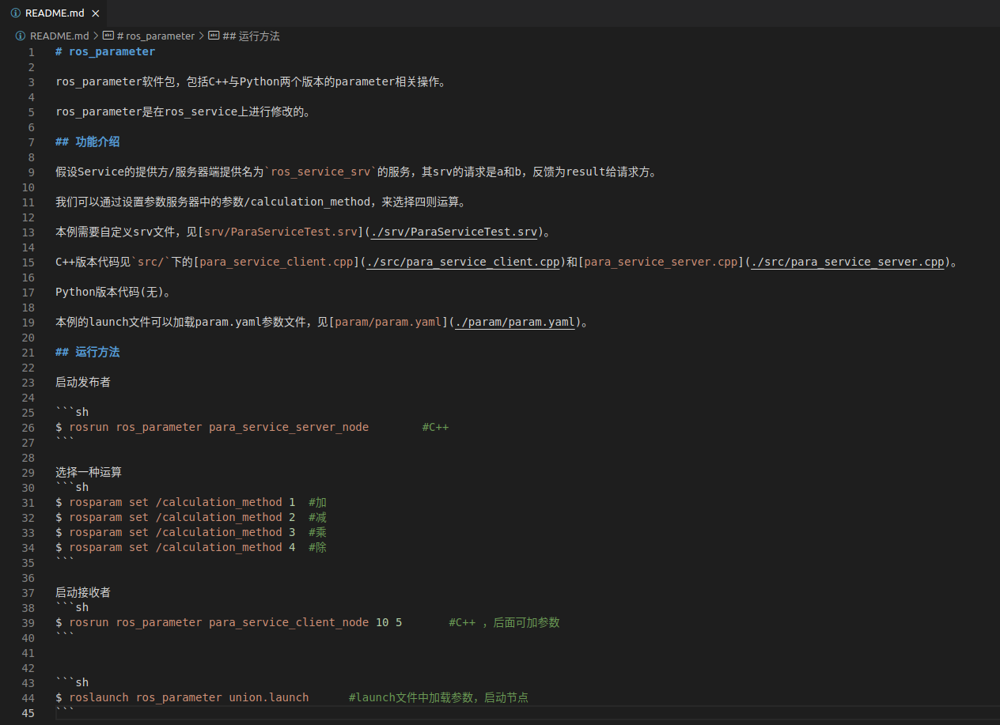 README.md ×
README.md > # ros_parameter > ## 运行方法
1 # ros_parameter
2
3 ros_parameter软件包，包括C++与Python两个版本的parameter相关操作。
4
5 ros_parameter是在ros_service上进行修改的。
6
7 ## 功能介绍
8
9 假设Service的提供方/服务器端提供名为`ros_service_srv`的服务，其srv的请求是a和b，反馈为result给请求方。
10
11 我们可以通过设置参数服务器中的参数/calculation_method，来选择四则运算。
12
13 本例需要自定义srv文件，见[srv/ParaServiceTest.srv](./srv/ParaServiceTest.srv)。
14
15 C++版本代码见`src/`下的[para_service_client.cpp](./src/para_service_client.cpp)和[para_service_server.cpp](./src/para_service_server.cpp)。
16
17 Python版本代码(无)。
18
19 本例的launch文件可以加载param.yaml参数文件，见[param/param.yaml](./param/param.yaml)。
20
21 ## 运行方法
22
23 启动发布者
24
25 ```sh
26 $ rosrun ros_parameter para_service_server_node        #C++
27 ```
28
29 选择一种运算
30 ```sh
31 $ rosparam set /calculation_method 1  #加
32 $ rosparam set /calculation_method 2  #减
33 $ rosparam set /calculation_method 3  #乘
34 $ rosparam set /calculation_method 4  #除
35 ```
36
37 启动接收者
38 ```sh
39 $ rosrun ros_parameter para_service_client_node 10 5       #C++ ，后面可加参数
40 ```
41
42
43 ```sh
44 $ roslaunch ros_parameter union.launch      #launch文件中加载参数，启动节点
45 ```